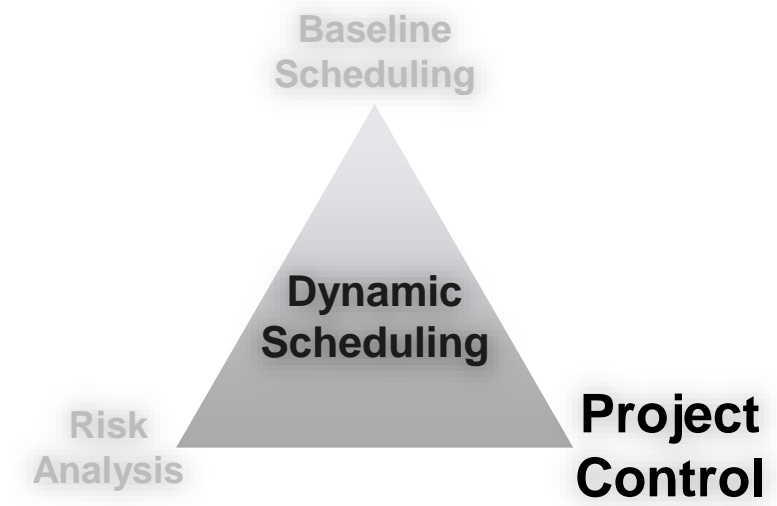 Baseline
Scheduling
Dynamic
Scheduling
Risk
Analysis
Project
Control